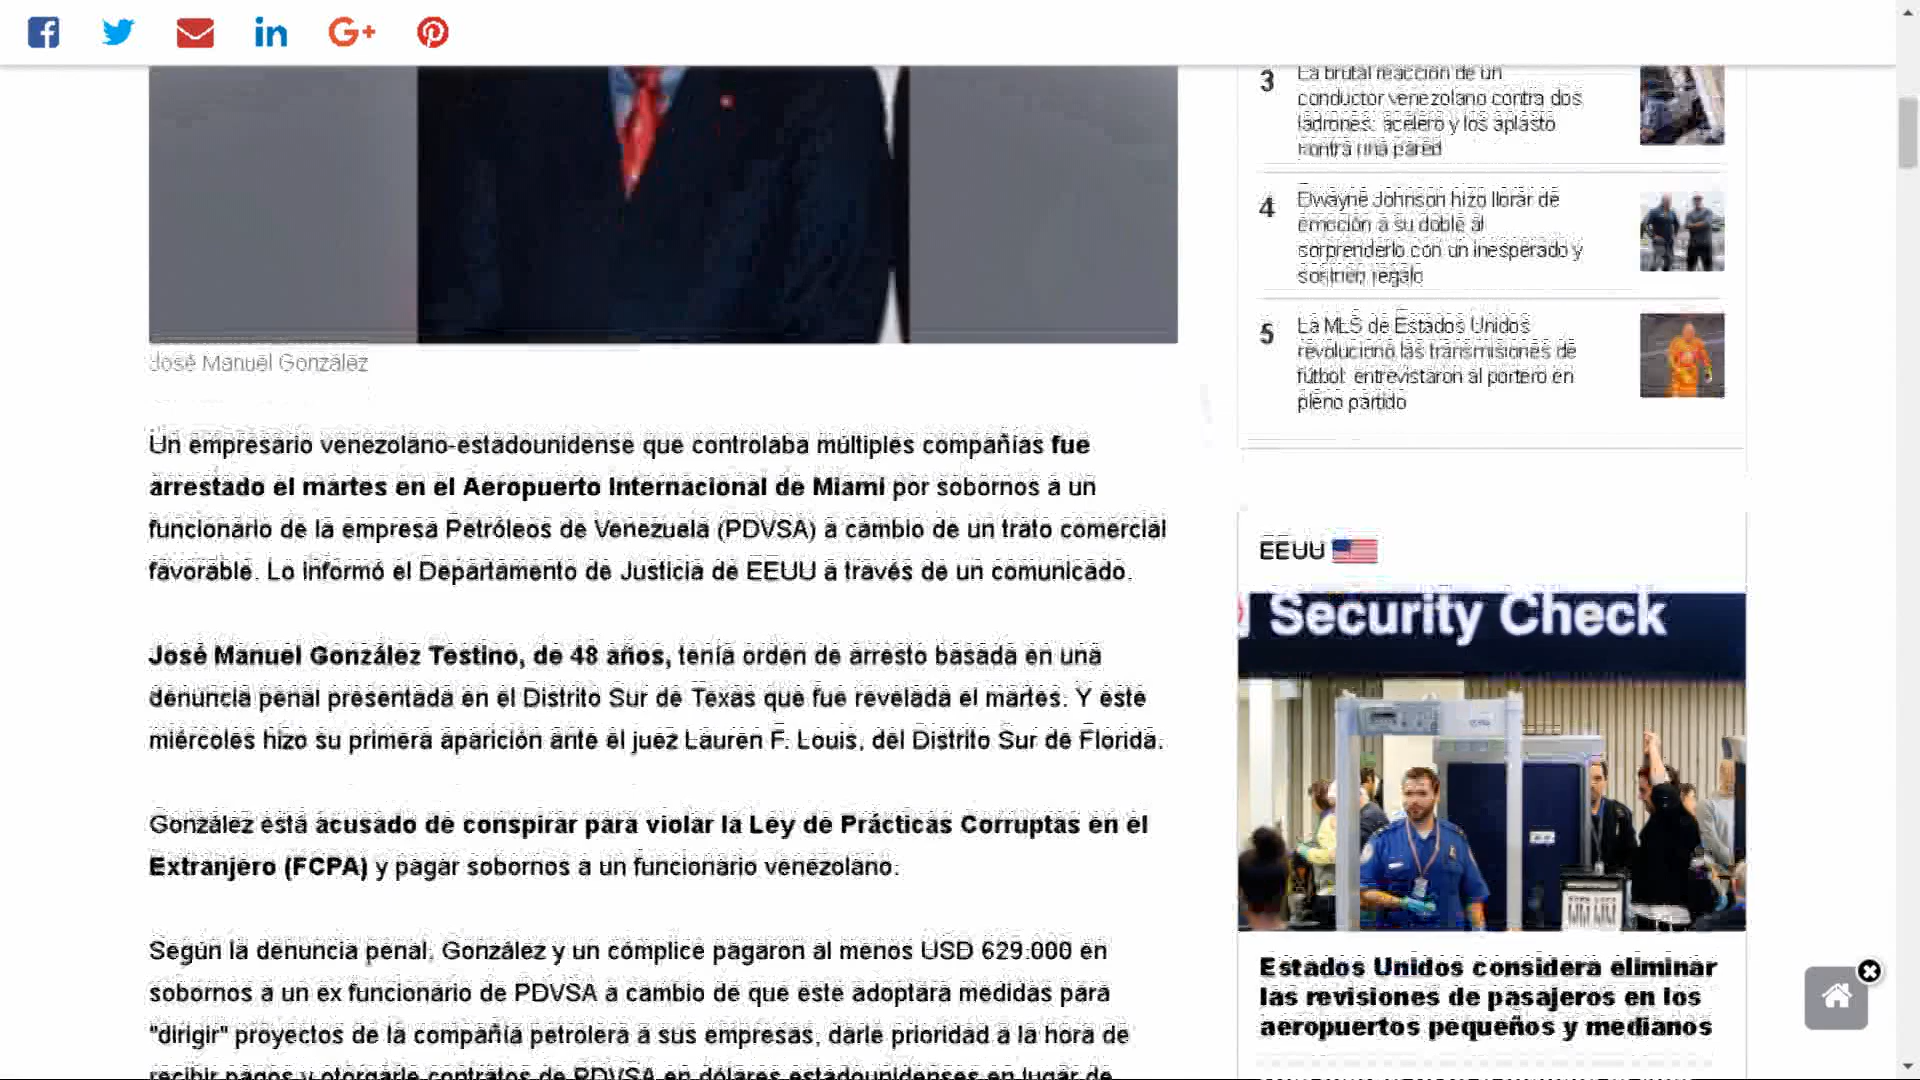 José Manuel González
Un empresario venezolano-estadounidense que controlaba múltiples compañías fue
arrestado el martes en el Aeropuerto Internacional de Miami por sobornos a un
funcionario de la empresa Petróleos de Venezuela (PDVSA) a cambio de un trato comercial
favorable. Lo informó el Departamento de Justicia de EEUU a través de un comunicado.
José Manuel González Testino, de 48 años, tenía orden de arresto basada en una
denuncia penal presentada en el Distrito Sur de Texas que fue revelada el martes. Y este
miércoles hizo su primera aparición ante el juez Lauren F. Louis, del Distrito Sur de Florida.
González está acusado de conspirar para violar la Ley de Prácticas Corruptas en el
Extranjero (FCPA) y pagar sobornos a un funcionario venezolano.
Según la denuncia penal, González y un cómplice pagaron al menos USD 629.000 en
sobornos a un ex funcionario de PDVSA a cambio de que este adoptara medidas para
"dirigir" proyectos de la compañía petrolera a sus empresas, darle prioridad a la hora de
recibir pagos y otorgarle contratos de PDVSA en dólares estadounidenses en lugar de
3
La brutal reacción de un
conductor venezolano contra dos
ladrones: aceleró y los aplastó
contra una pared
4
Dwayne Johnson hizo llorar de
emoción a su doble al
sorprenderlo con un inesperado y
regalo
5
La MLS de Estados Unidos
revolucionó las transmisiones de
fútbol: entrevistaron al portero en
pleno partido
EEUU
Security Check
Estados Unidos considera eliminar
las revisiones de pasajeros en los
aeropuertos pequeños y medianos